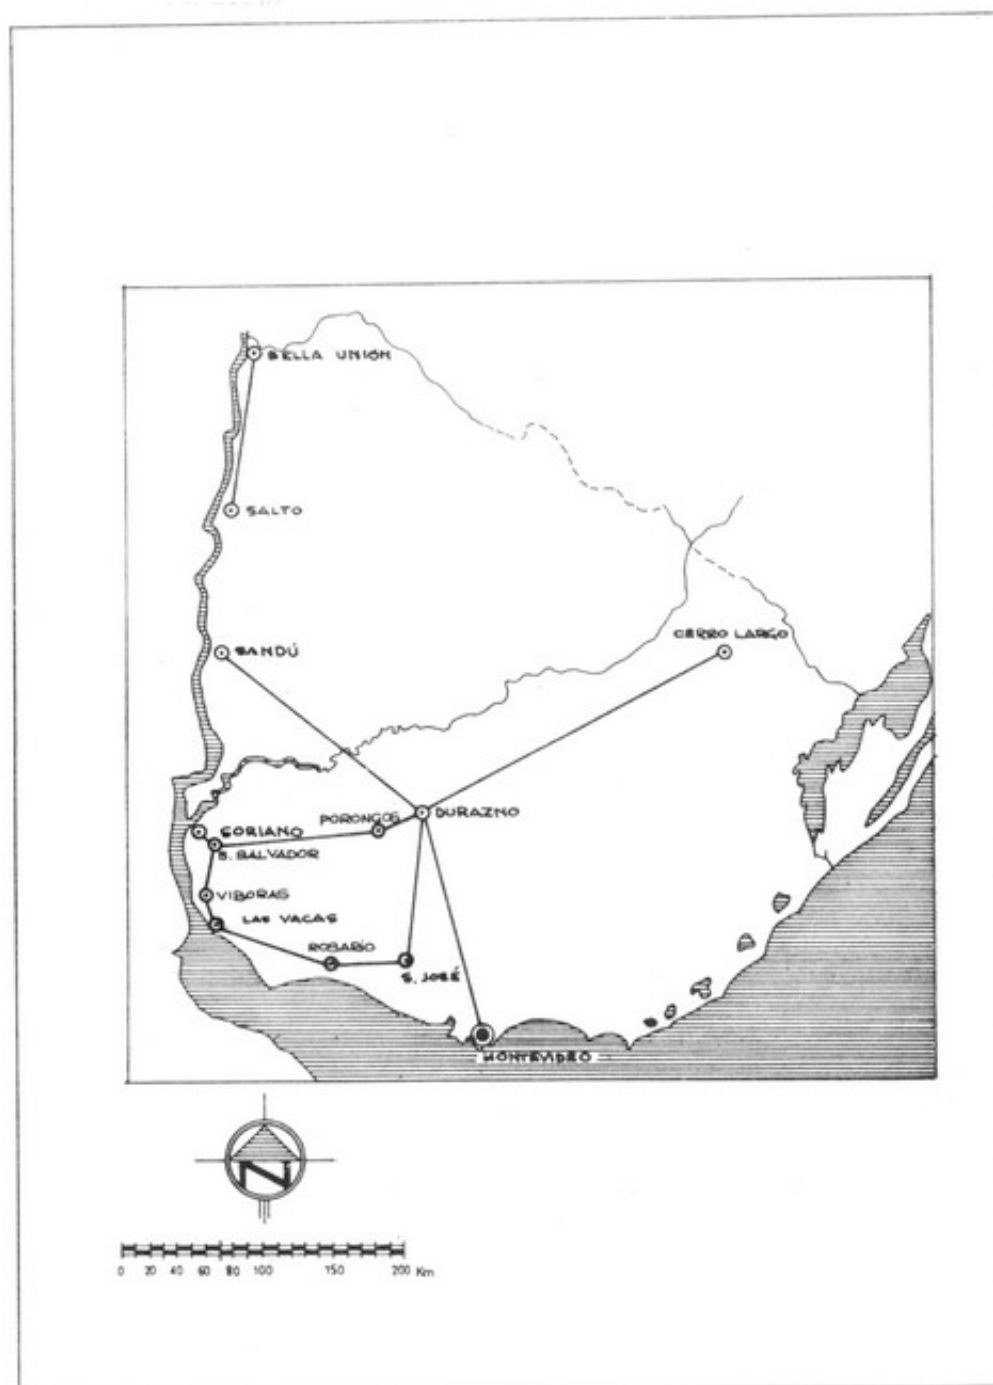 BELLA UNIÓN
SALTO
SANDÚ
CERRO LARGO
PORONGOS
DURAZNO
SORIANO
S. SALVADOR
VIBORAS
LAS VACAS
ROSARIO
S. JOSÉ
MONTEVIDEO
N
0 20 40 60 80 100 150 200 Km